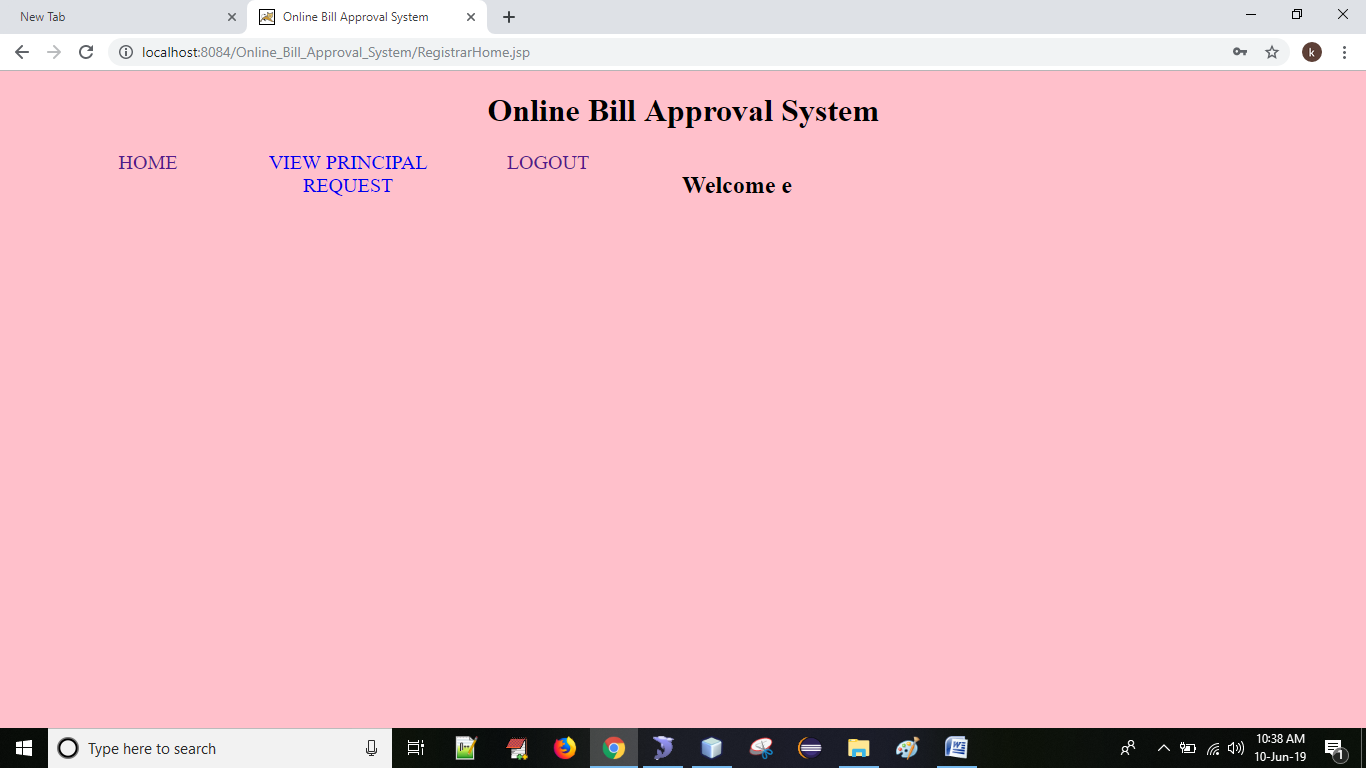 New Tab
Online Bill Approval System
localhost:8084/Online_Bill_Approval_System/RegistrarHome.jsp
k
Online Bill Approval System
HOME
VIEW PRINCIPAL
REQUEST
LOGOUT
Welcome e
Type here to search
10:38 AM
10-Jun-19
1